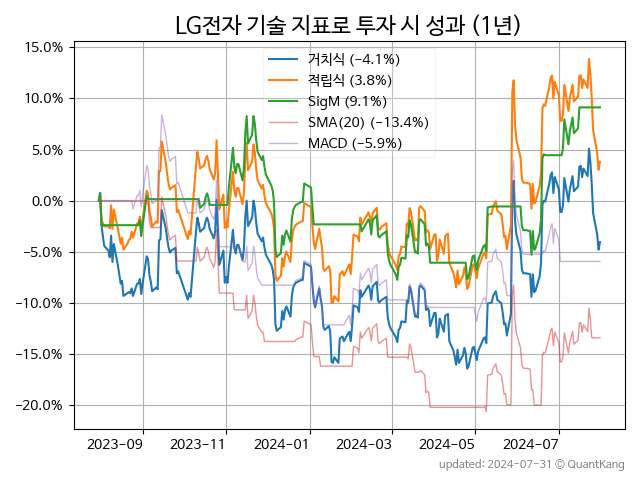 LG전자 기술 지표로 투자 시 성과 (1년)
15.0%
10.0%
5.0%
0.0%
−5.0%
−10.0%
−15.0%
−20.0%
거치식 (−4.1%)
적립식 (3.8%)
SigM (9.1%)
SMA(20) (−13.4%)
MACD (−5.9%)
2023-09 2023-11 2024-01 2024-03 2024-05 2024-07
updated: 2024-07-31 © QuantKang